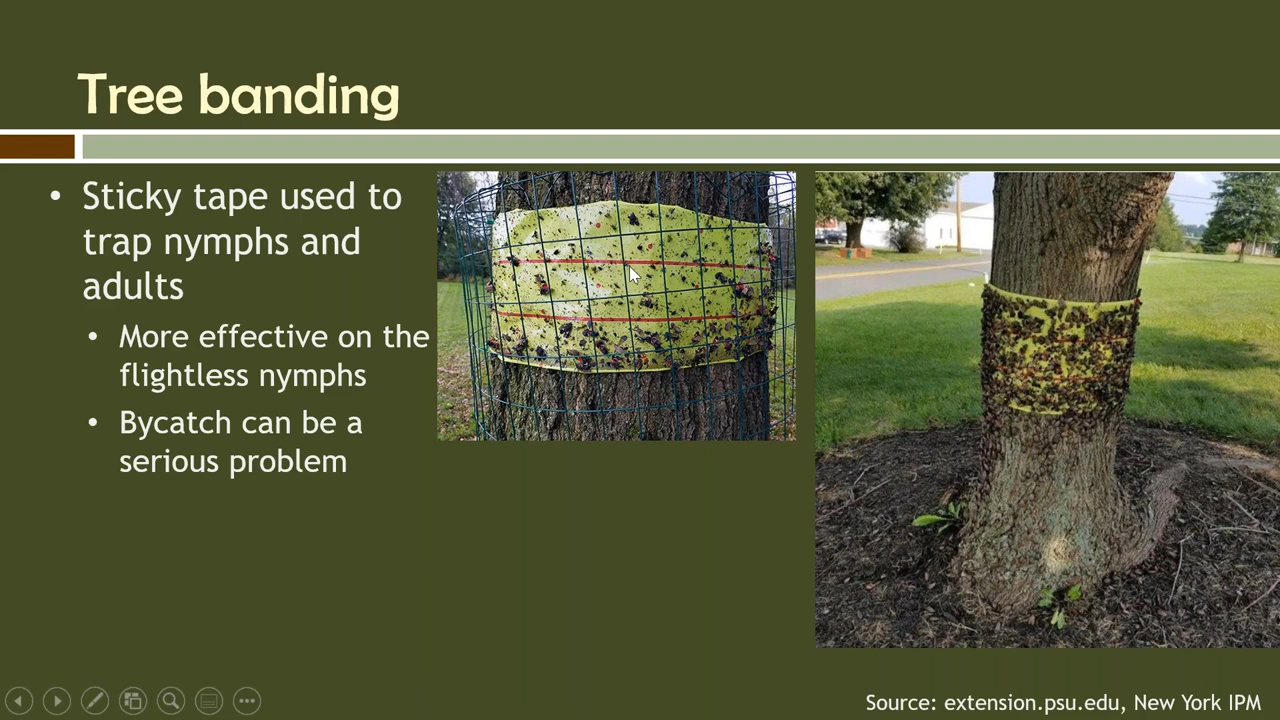 Tree banding
• Sticky tape used to
trap nymphs and
adults
• More effective on the
flightless nymphs
• Bycatch can be a
serious problem
Source: extension.psu.edu, New York IPM